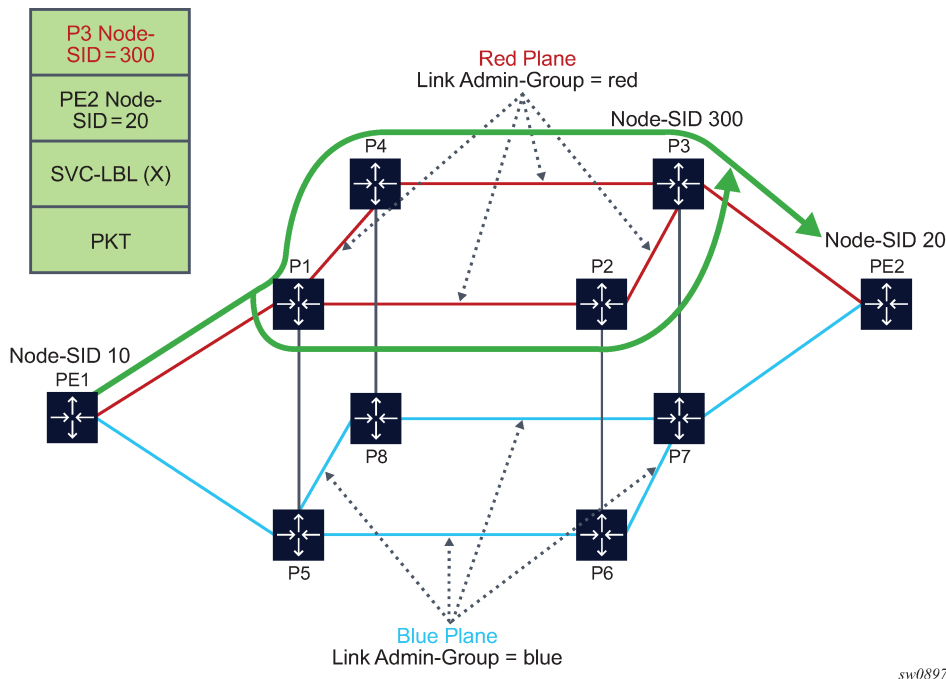 P3 Node-
SID = 300
PE2 Node-
SID = 20
SVC-LBL (X)
PKT
Red Plane
Link Admin-Group = red
Node-SID 300
P4
P3
Node-SID 20
P1
P2
PE2
Node-SID 10
PE1
P8
P7
P5
P6
Blue Plane
Link Admin-Group = blue
sw0897